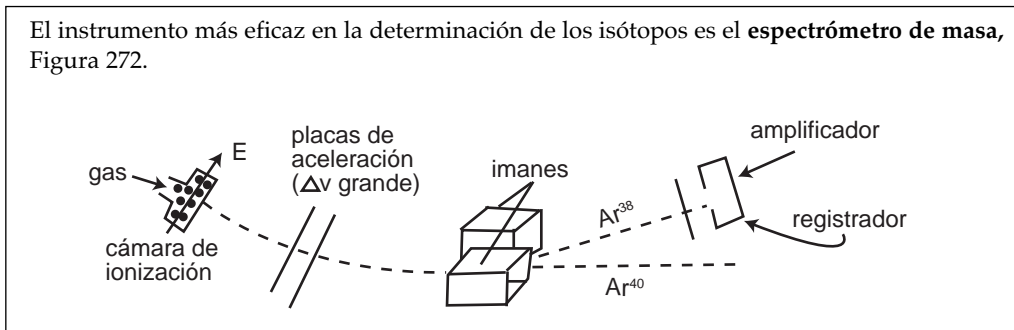 El instrumento más eficaz en la determinación de los isótopos es el espectrómetro de masa,
Figura 272.
gas
E
cámara de
ionización
placas de
aceleración
(Δv grande)
imanes
Ar³⁸
Ar⁴⁰
amplificador
registrador